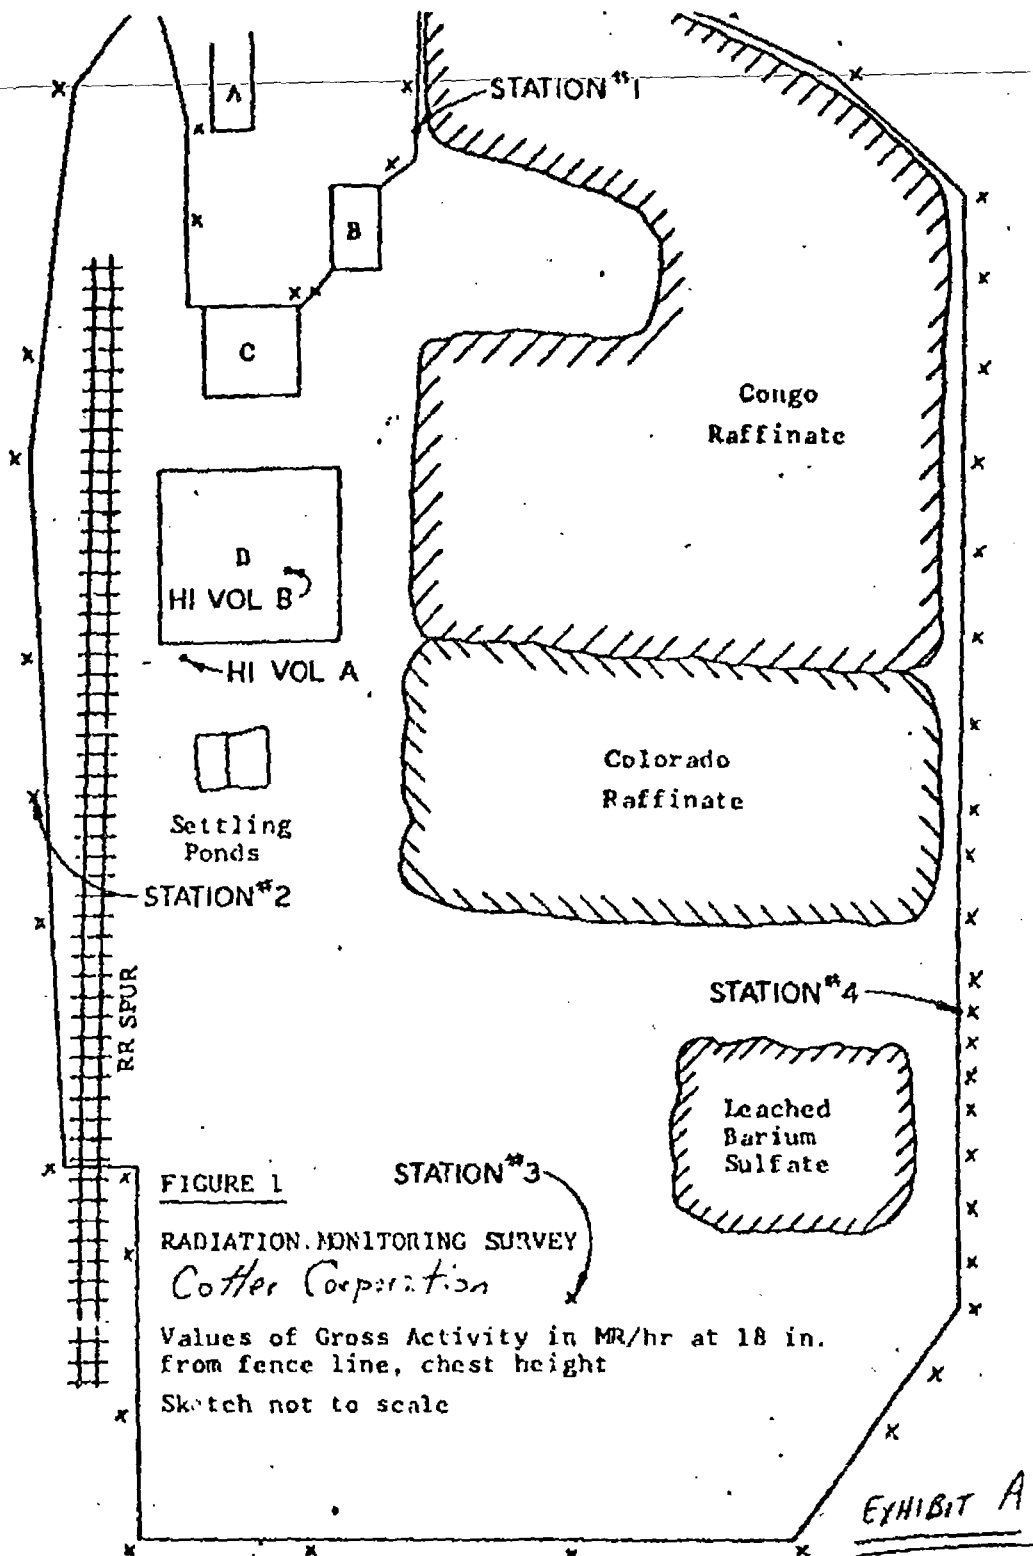 A
STATION #1
B
C
Congo
Raffinate
D
HI VOL B
HI VOL A
Colorado
Raffinate
Settling
Ponds
STATION #2
RR SPUR
STATION #4
Leached
Barium
Sulfate
STATION #3
FIGURE 1
RADIATION MONITORING SURVEY
Cotter Corporation
Values of Gross Activity in MR/hr at 18 in.
from fence line, chest height
Sketch not to scale
EXHIBIT A